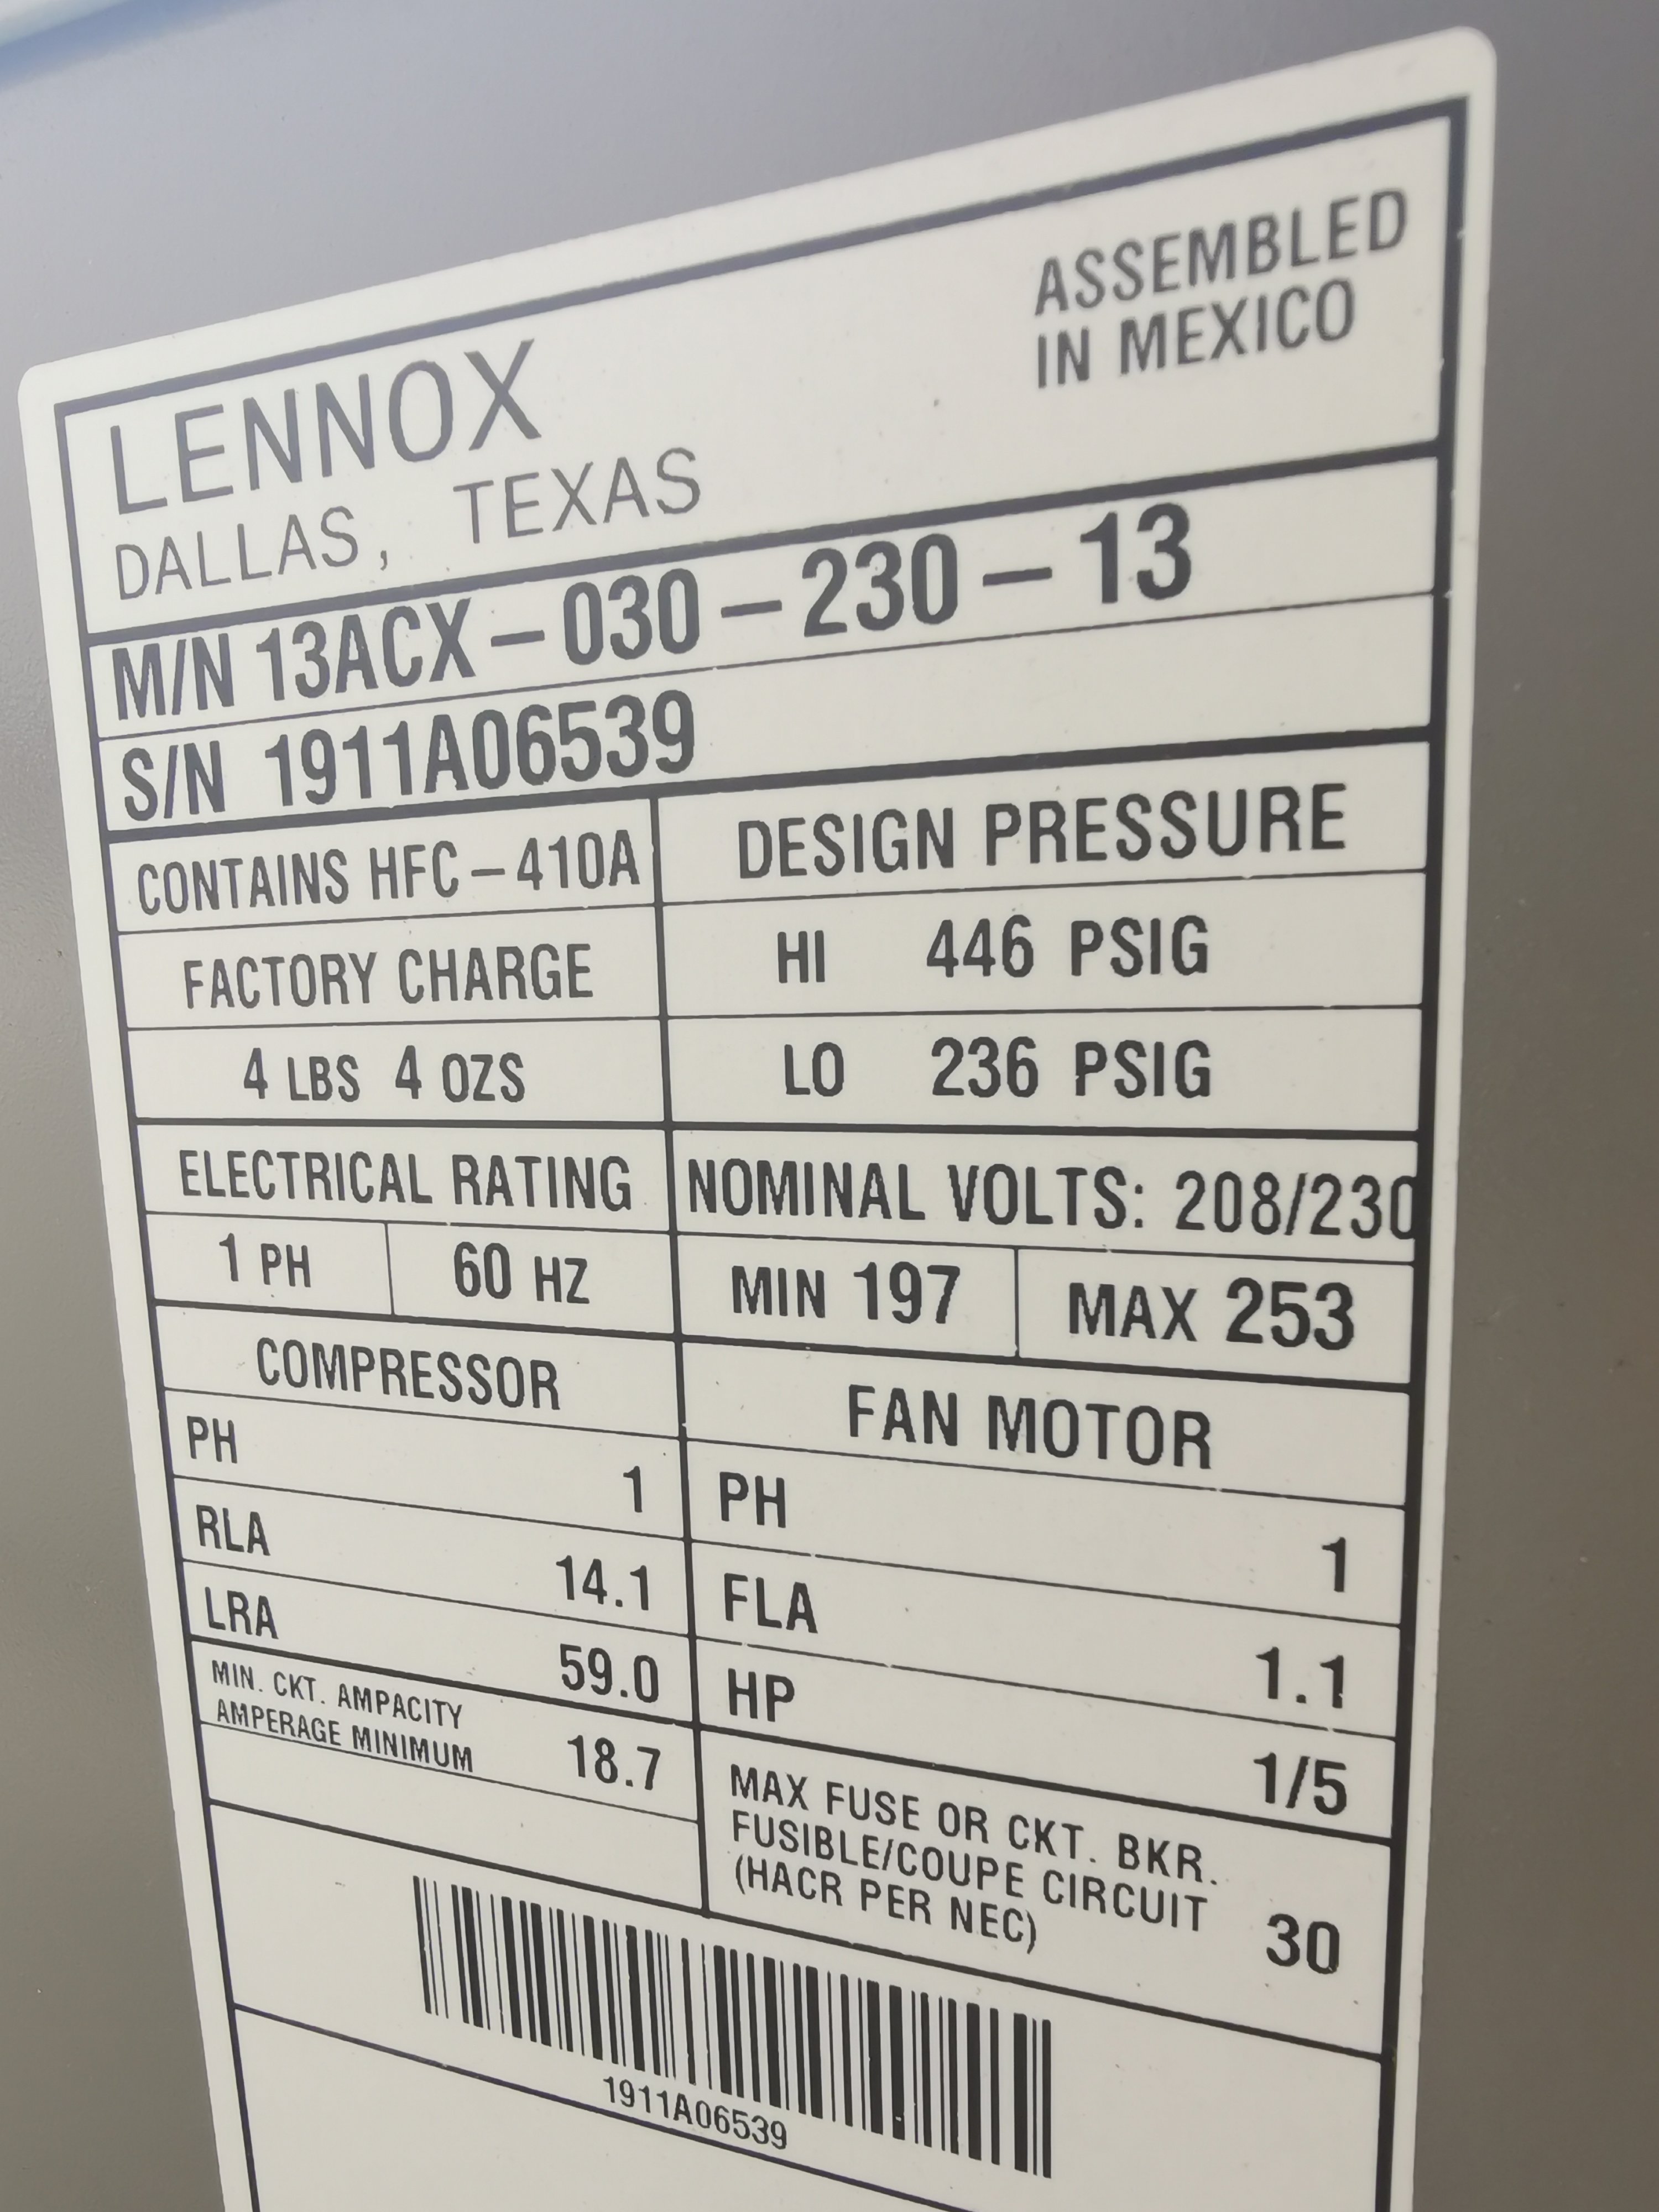 LENNOX
DALLAS, TEXAS
ASSEMBLED
IN MEXICO
M/N 13ACX-030-230-13
S/N 1911A06539
CONTAINS HFC-410A
DESIGN PRESSURE
FACTORY CHARGE
HI 446 PSIG
4 LBS 4 OZS
LO 236 PSIG
ELECTRICAL RATING
NOMINAL VOLTS: 208/230
1 PH
60 HZ
MIN 197
MAX 253
COMPRESSOR
FAN MOTOR
PH 1
PH 1
RLA 14.1
FLA 1.1
LRA 59.0
HP 1/5
MIN. CKT. AMPACITY
AMPERAGE MINIMUM 18.7
MAX FUSE OR CKT. BKR.
FUSIBLE/COUPE CIRCUIT
(HACR PER NEC) 30
1911A06539